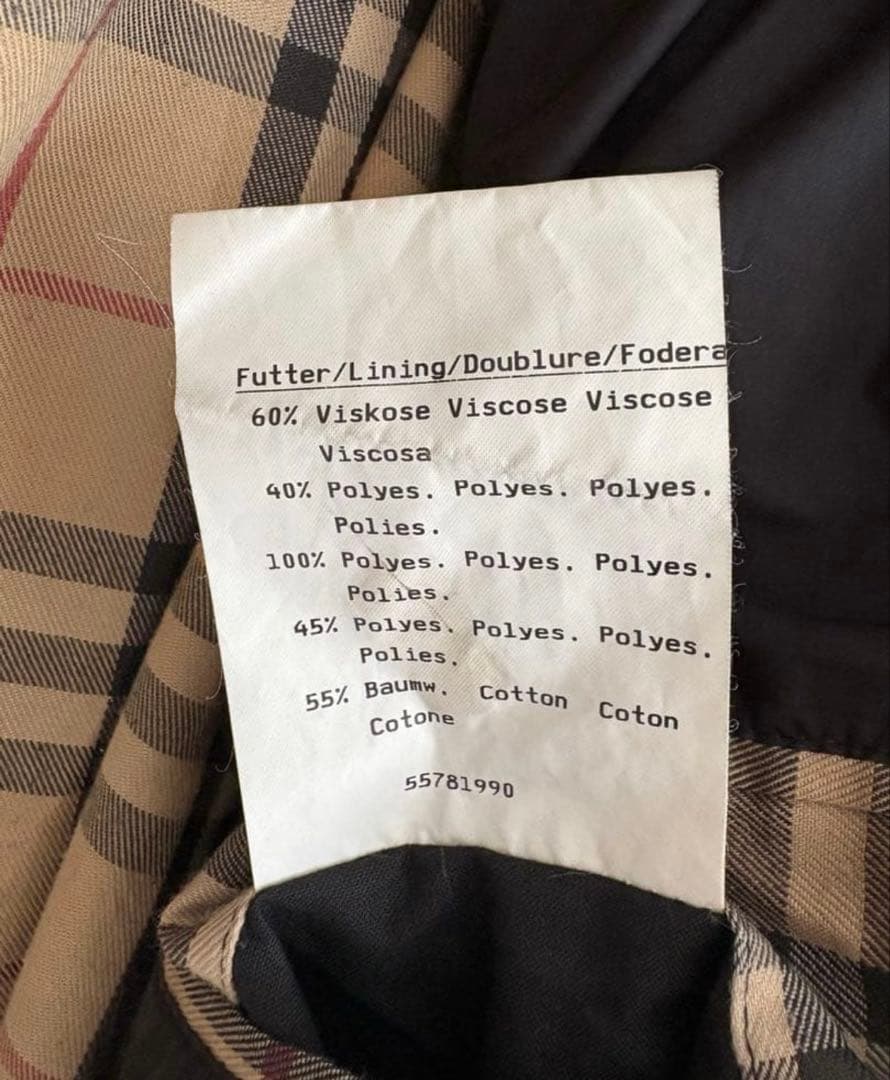 Futter/Lining/Doublure/Fodera
60% Viskose Viscose Viscose
Viscosa
40% Polyes. Polyes. Polyes.
Polies.
100% Polyes. Polyes. Polyes.
Polies.
45% Polyes. Polyes. Polyes.
Polies.
55% Baumw. Cotton Coton
Cotone
55781990